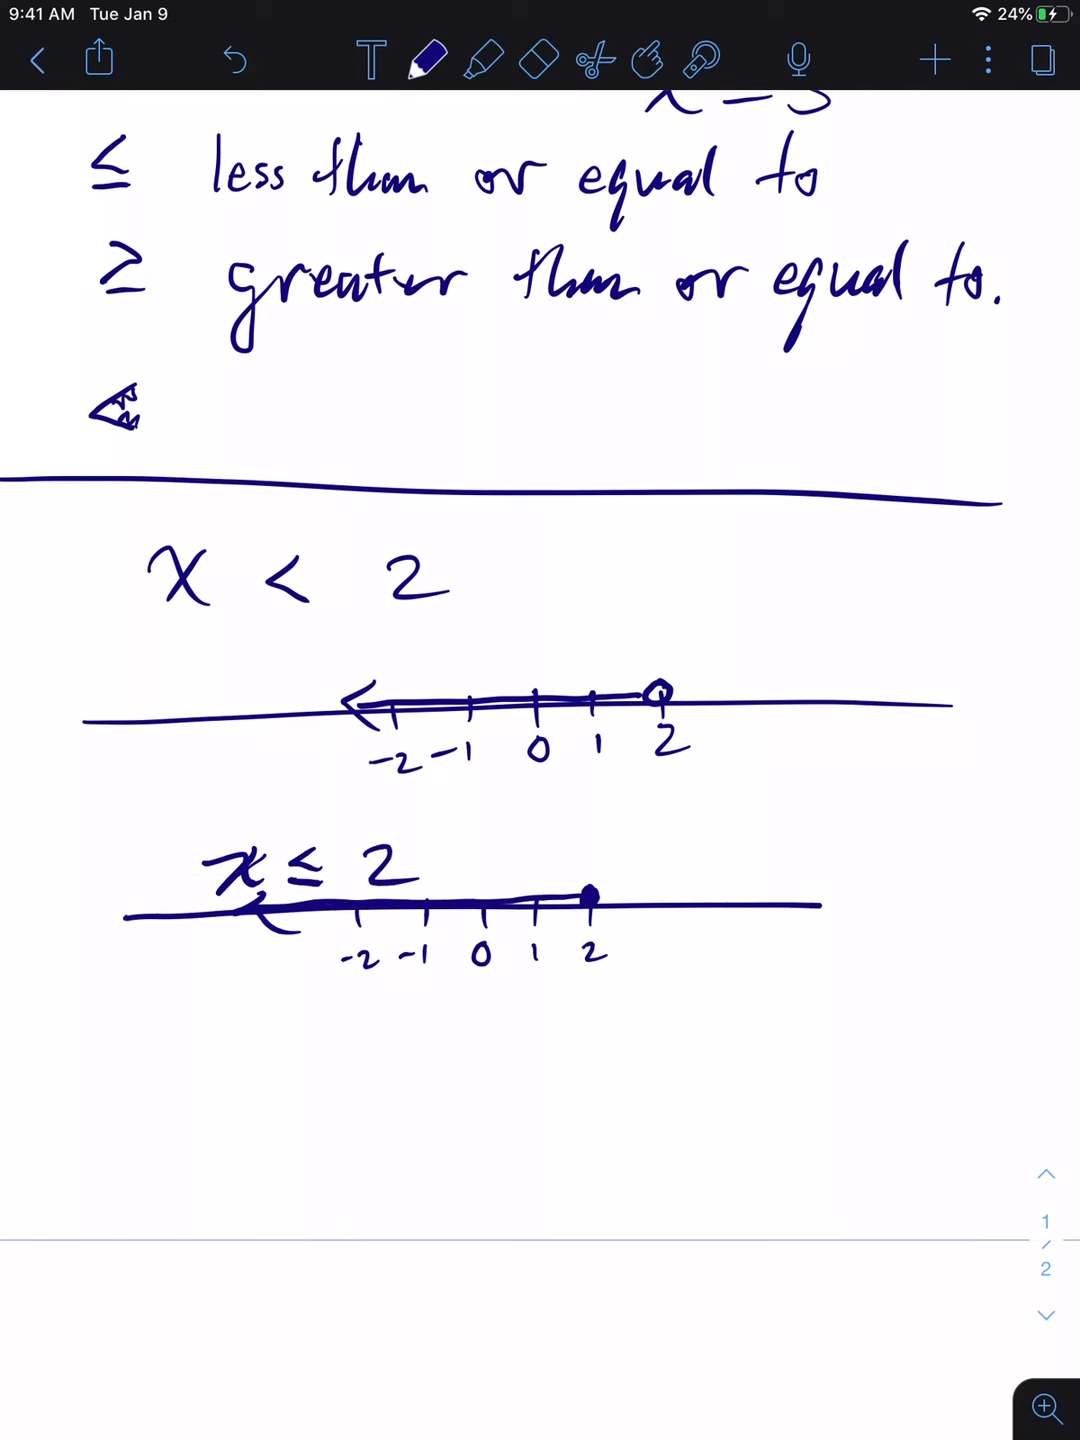 9:41 AM Tue Jan 9 24%
≤ less than or equal to
≥ greater than or equal to.
x < 2
-2 -1 0 1 2
x ≤ 2
-2 -1 0 1 2
1
/
2